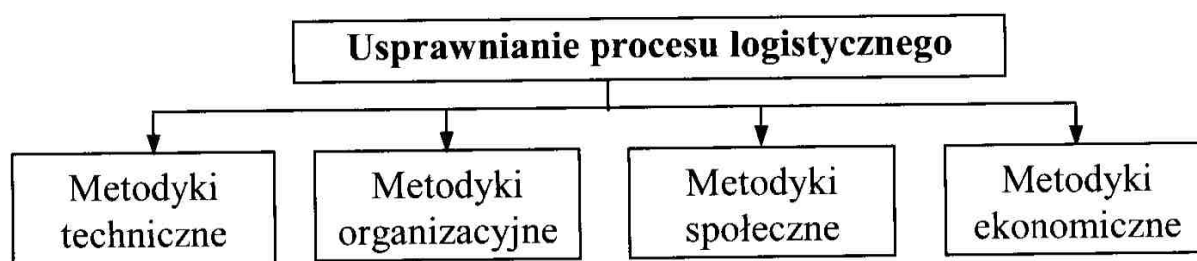 Usprawnianie procesu logistycznego
Metodyki
techniczne
Metodyki
organizacyjne
Metodyki
społeczne
Metodyki
ekonomiczne